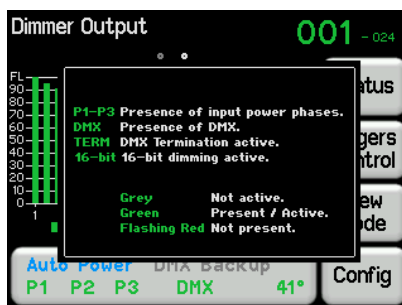 Dimmer Output
001 - 024
FL
90
80
70
60
50
40
30
20
10
0
1
P1-P3 Presence of input power phases.
DMX Presence of DMX.
TERM DMX Termination active.
16-bit 16-bit dimming active.
Grey Not active.
Green Present / Active.
Flashing Red Not present.
tus
gers
trol
ew
de
Auto Power DMX Backup
P1 P2 P3 DMX 41°
Config